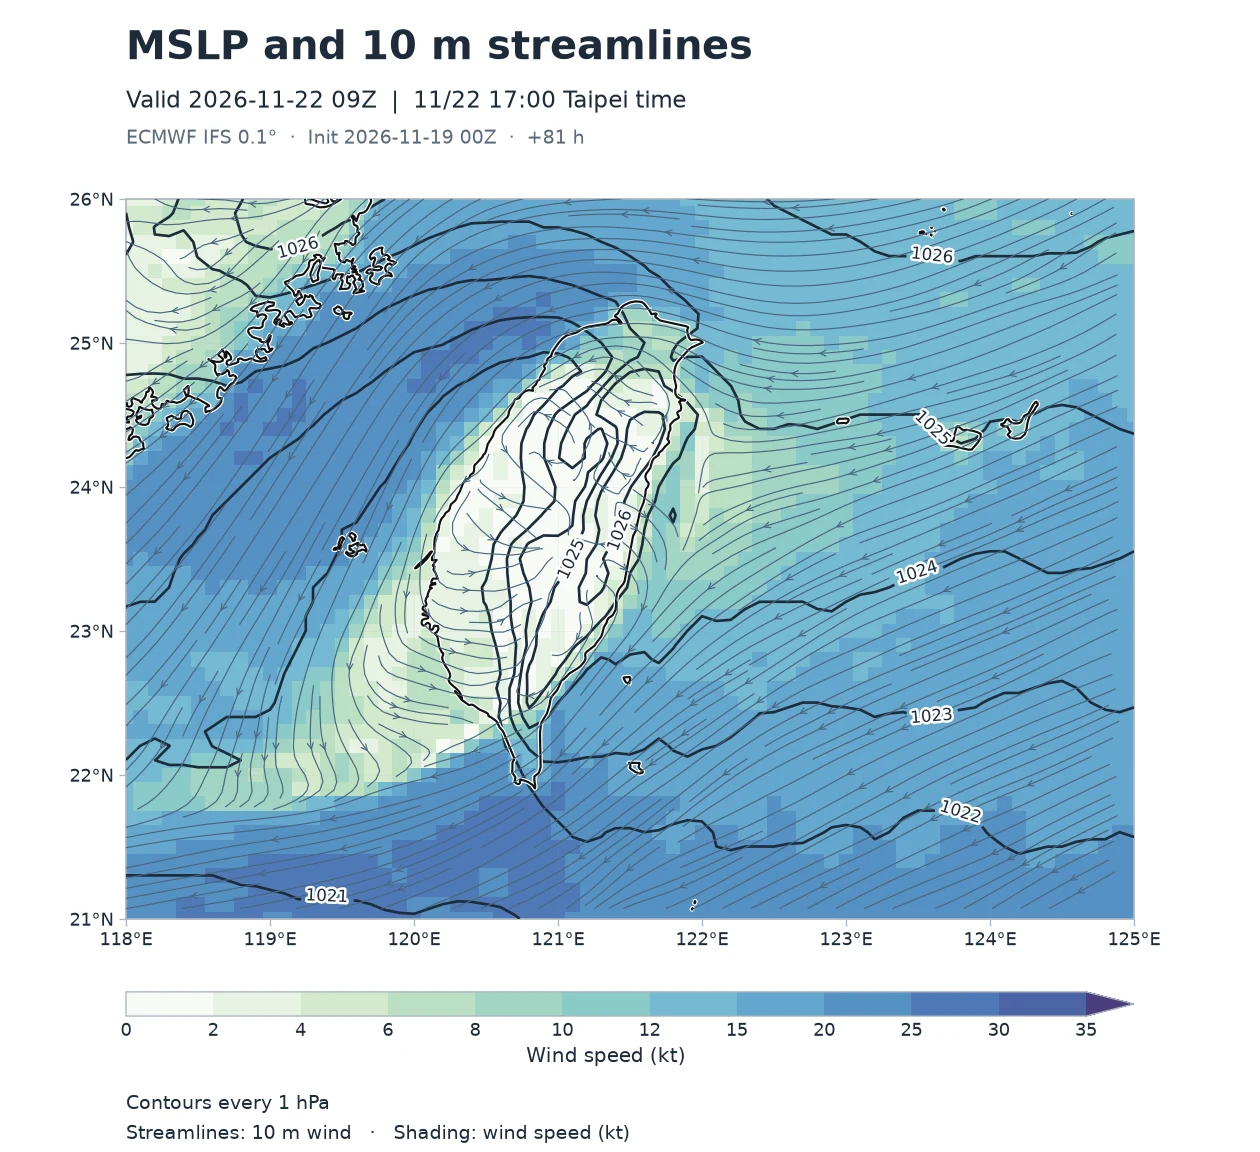 MSLP and 10 m streamlines
Valid 2026-11-22 09Z | 11/22 17:00 Taipei time
ECMWF IFS 0.1° · Init 2026-11-19 00Z · +81 h
26°N
1026
1026
25°N
1025
24°N
1026
1025
1024
23°N
1023
22°N
1022
1021
21°N
118°E 119°E 120°E 121°E 122°E 123°E 124°E 125°E
0 2 4 6 8 10 12 15 20 25 30 35
Wind speed (kt)
Contours every 1 hPa
Streamlines: 10 m wind · Shading: wind speed (kt)